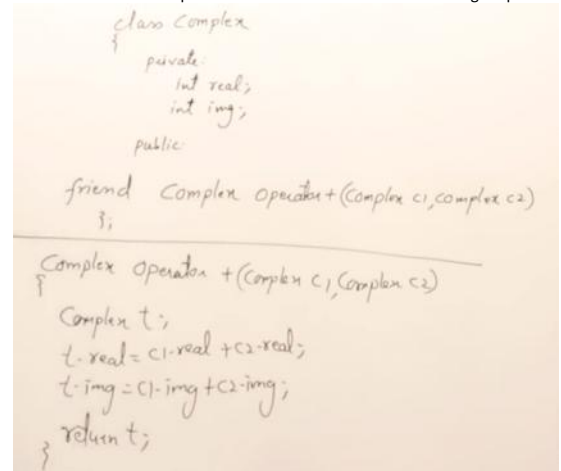 class Complex
{
private:
int real;
int img;
public:
friend Complex operator+(Complex c1, complex c2)
};
Complex operator +(Complex c1, Complex c2)
{
Complex t;
t.real = c1.real + c2.real;
t.img = c1.img + c2.img;
return t;
}